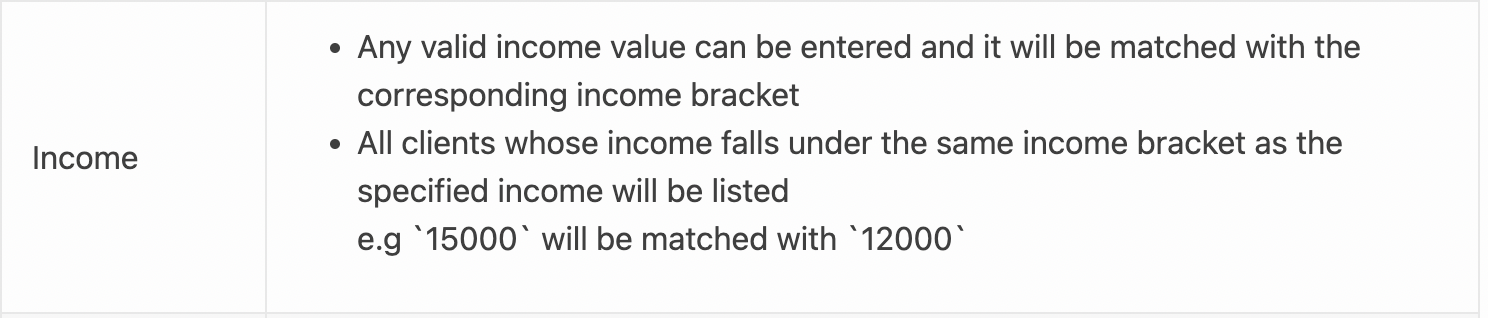 Income
• Any valid income value can be entered and it will be matched with the
corresponding income bracket
• All clients whose income falls under the same income bracket as the
specified income will be listed
e.g `15000` will be matched with `12000`